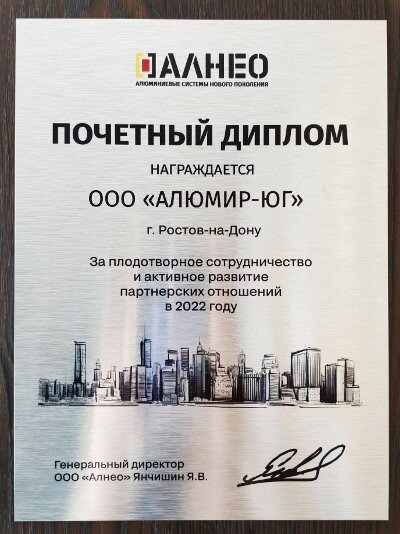 АЛНЕО
АЛЮМИНИЕВЫЕ СИСТЕМЫ НОВОГО ПОКОЛЕНИЯ
ПОЧЕТНЫЙ ДИПЛОМ
НАГРАЖДАЕТСЯ
ООО «АЛЮМИР-ЮГ»
г. Ростов-на-Дону
За плодотворное сотрудничество
и активное развитие
партнерских отношений
в 2022 году
Генеральный директор
ООО «Алнео» Янчишин Я.В.